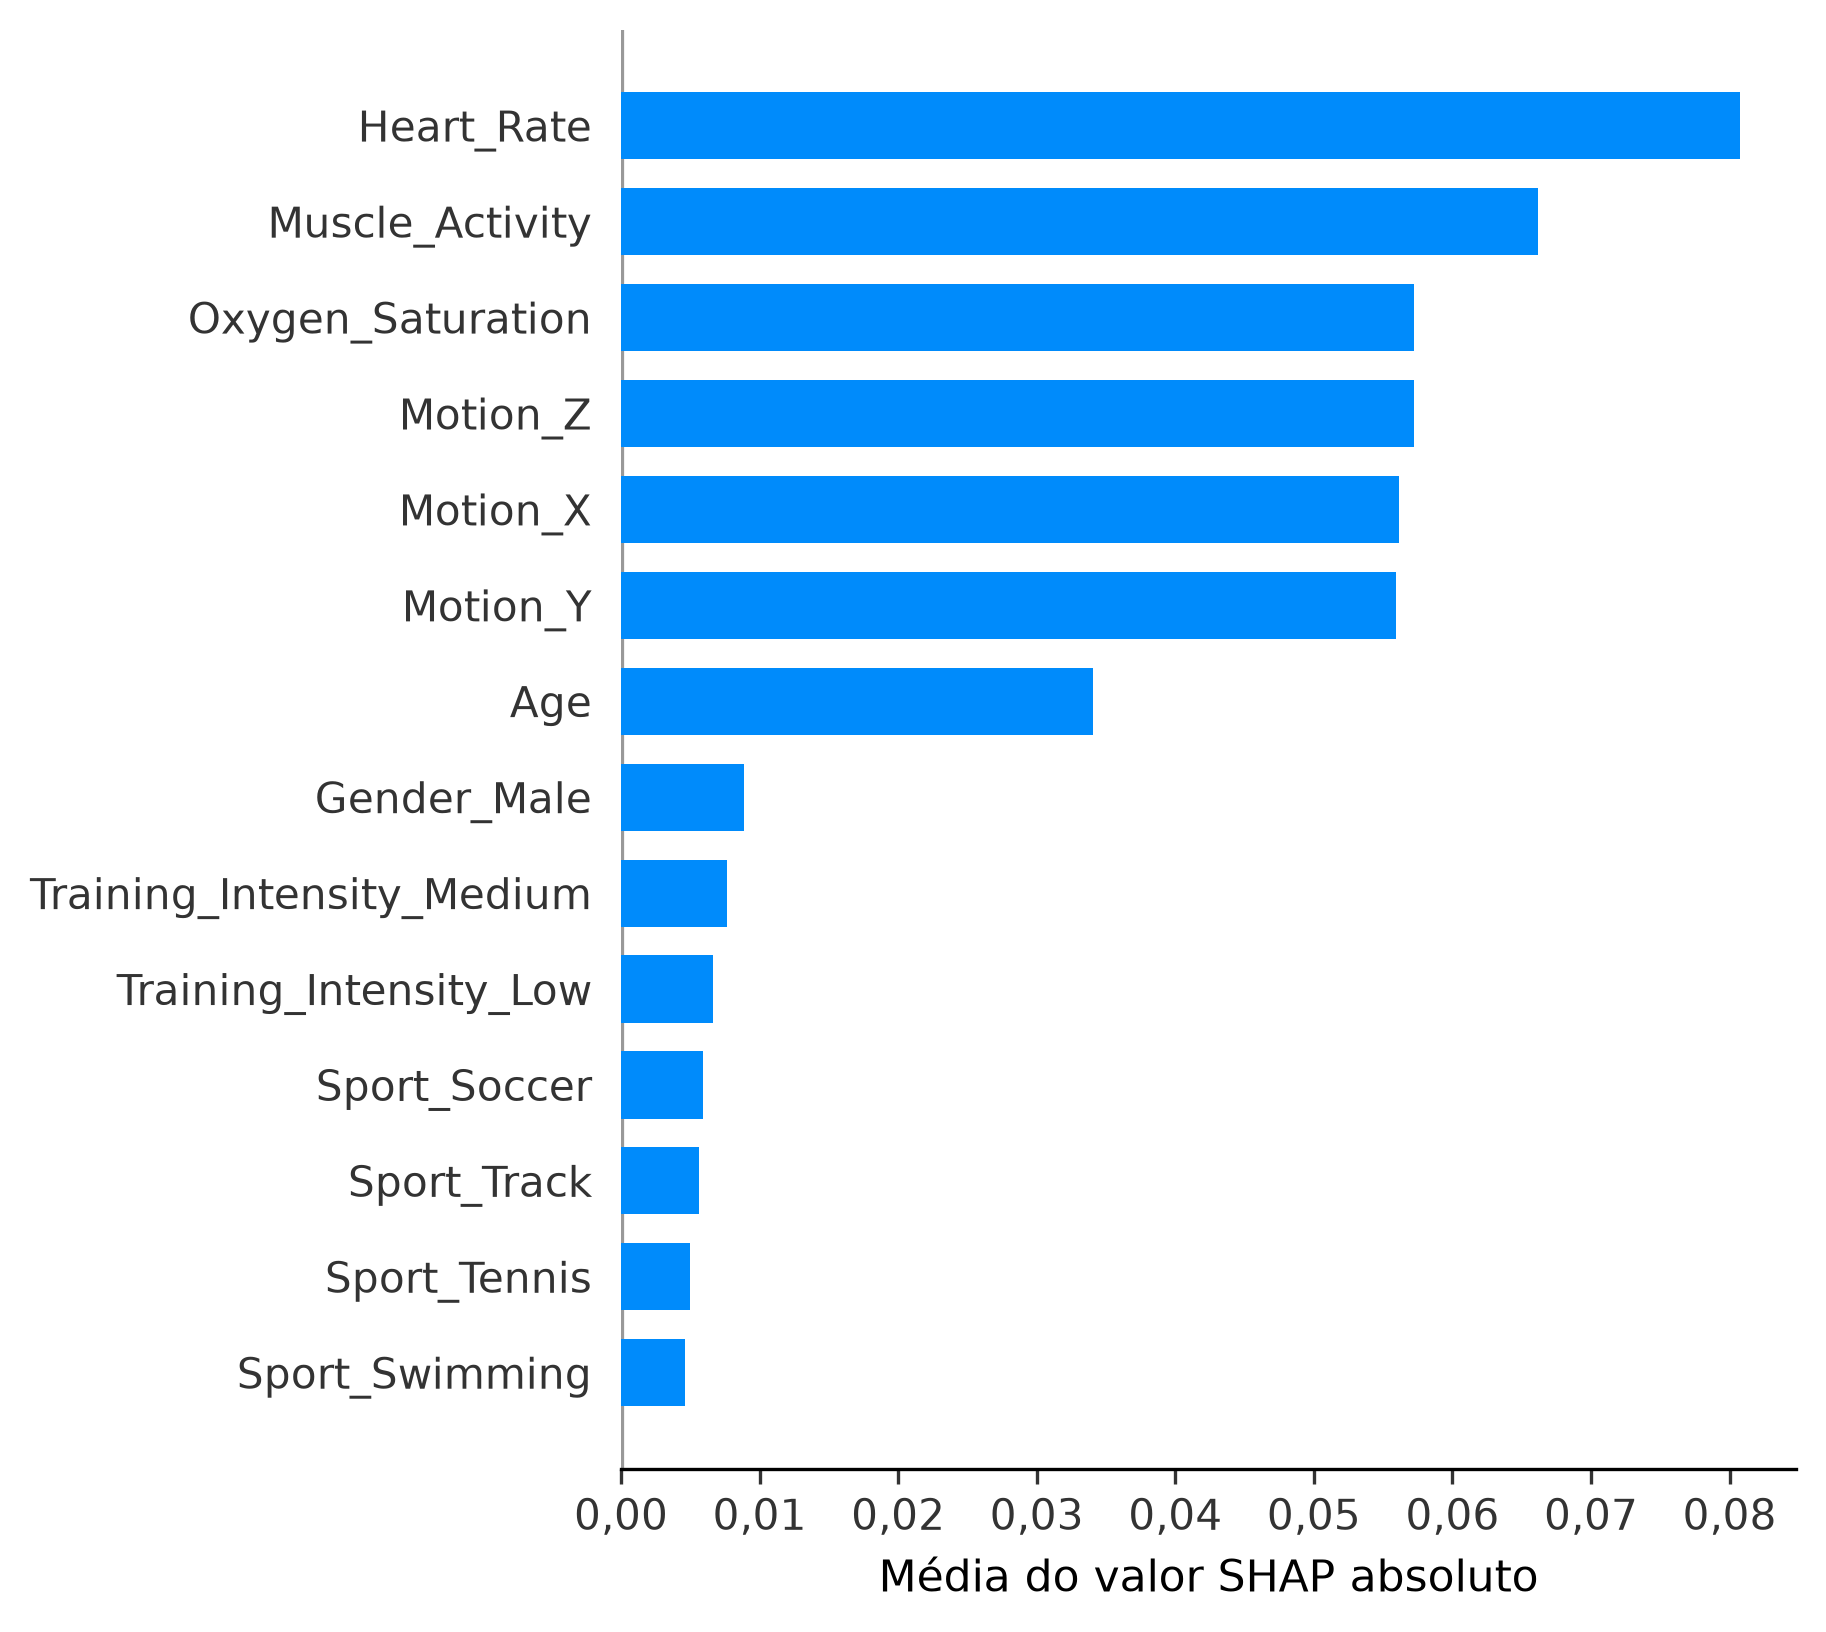 Heart_Rate
Muscle_Activity
Oxygen_Saturation
Motion_Z
Motion_X
Motion_Y
Age
Gender_Male
Training_Intensity_Medium
Training_Intensity_Low
Sport_Soccer
Sport_Track
Sport_Tennis
Sport_Swimming
0,00 0,01 0,02 0,03 0,04 0,05 0,06 0,07 0,08
Média do valor SHAP absoluto